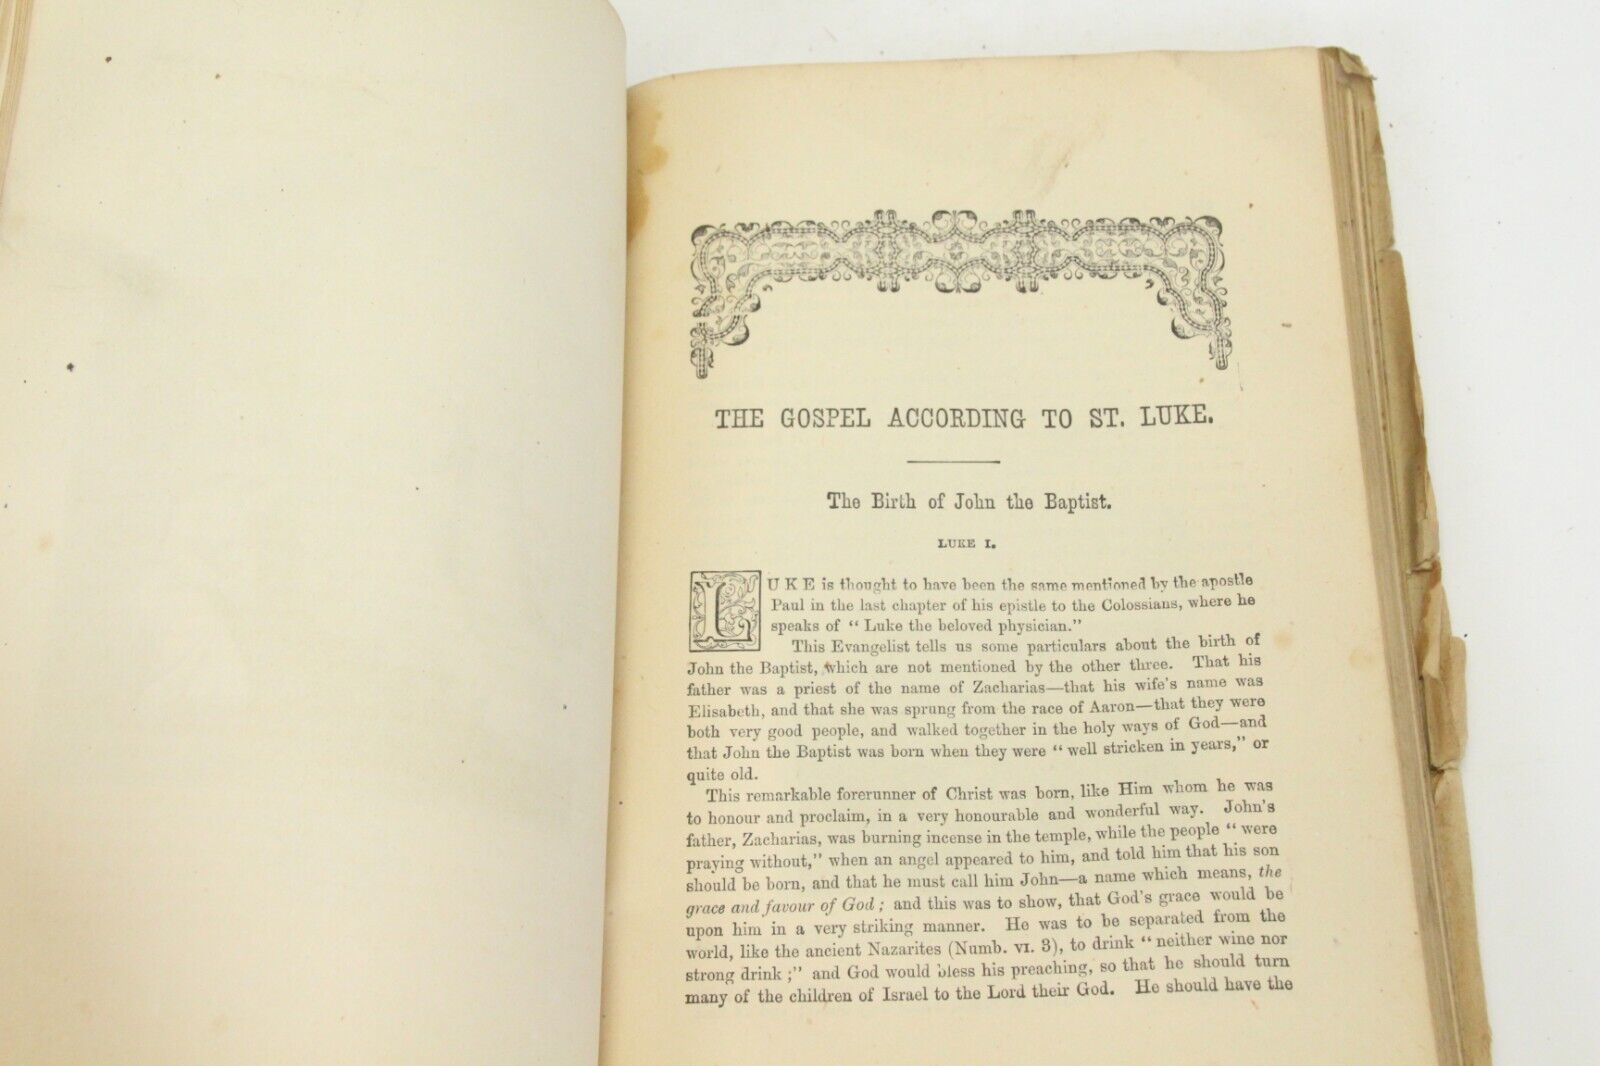 THE GOSPEL ACCORDING TO ST. LUKE.
The Birth of John the Baptist.
LUKE I.
LUKE is thought to have been the same mentioned by the apostle
Paul in the last chapter of his epistle to the Colossians, where he
speaks of “ Luke the beloved physician.”
This Evangelist tells us some particulars about the birth of
John the Baptist, which are not mentioned by the other three. That his
father was a priest of the name of Zacharias—that his wife's name was
Elisabeth, and that she was sprung from the race of Aaron—that they were
both very good people, and walked together in the holy ways of God—and
that John the Baptist was born when they were “ well stricken in years,” or
quite old.
This remarkable forerunner of Christ was born, like Him whom he was
to honour and proclaim, in a very honourable and wonderful way. John's
father, Zacharias, was burning incense in the temple, while the people “ were
praying without,” when an angel appeared to him, and told him that his son
should be born, and that he must call him John—a name which means, the
grace and favour of God ; and this was to show, that God's grace would be
upon him in a very striking manner. He was to be separated from the
world, like the ancient Nazarites (Numb. VI. 3), to drink “ neither wine nor
strong drink ;” and God would bless his preaching, so that he should turn
many of the children of Israel to the Lord their God. He should have the